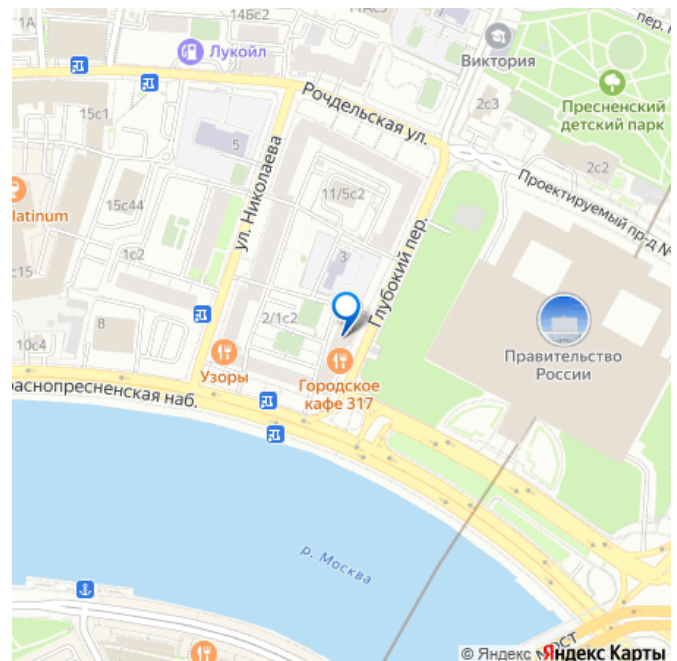 14Бс2
1А
пер.
Лукойл
Виктория
Рочдельская ул.
2с3
Пресненский
детский парк
15с1
5
ул. Николаева
2с2
11/5с2
Проектируемый пр-д №
latinum
15с44
Глубокий пер.
1с2
3
с15
2/1с2
8
10с4
Правительство
России
Узоры
Городское
кафе 317
раснопресненская наб.
р. Москва
мост
© Яндекс Яндекс Карты